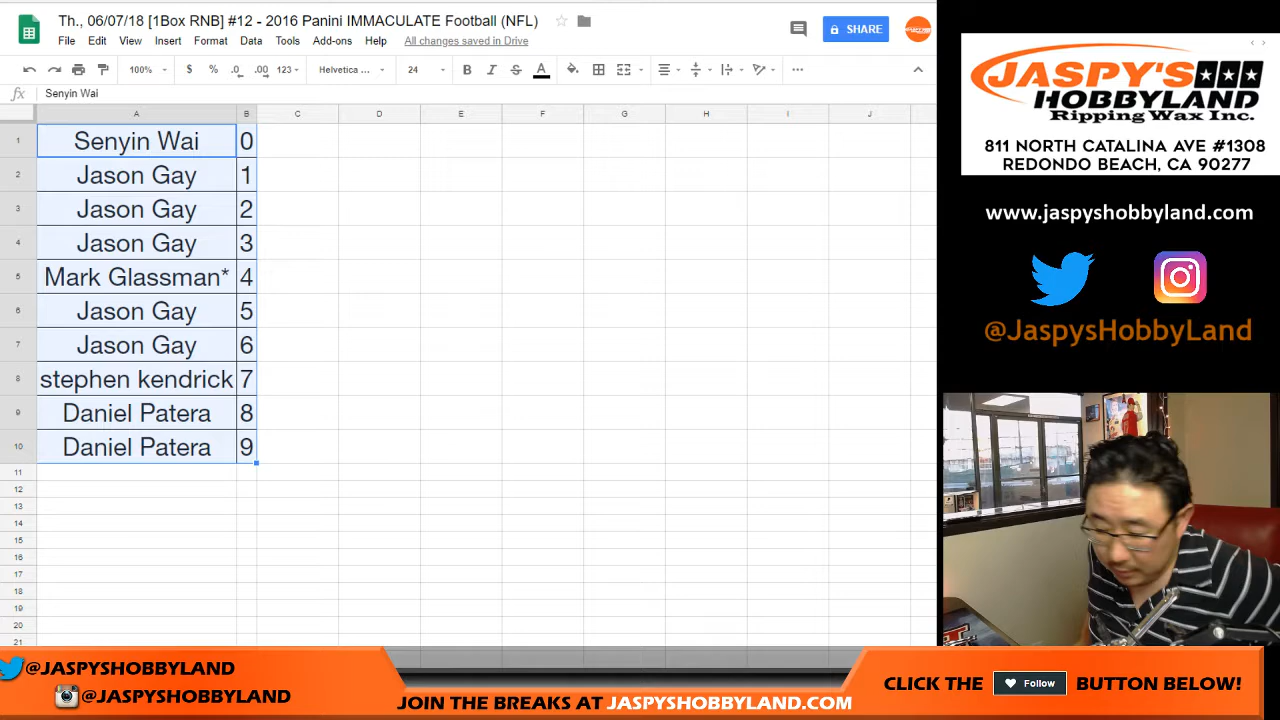 Th., 06/07/18 [1Box RNB] #12 - 2016 Panini IMMACULATE Football (NFL)
File Edit View Insert Format Data Tools Add-ons Help All changes saved in Drive
SHARE
100% $ % .0 .00 123 Helvetica ... 24 B I S A
fx Senyin Wai
A B C D E F G H I J
1 Senyin Wai 0
2 Jason Gay 1
3 Jason Gay 2
4 Jason Gay 3
5 Mark Glassman* 4
6 Jason Gay 5
7 Jason Gay 6
8 stephen kendrick 7
9 Daniel Patera 8
10 Daniel Patera 9
11
12
13
14
15
16
17
18
19
20
21
JASPY'S
HOBBYLAND
Ripping Wax Inc.
811 NORTH CATALINA AVE #1308
REDONDO BEACH, CA 90277
www.jaspyshobbyland.com
@JaspysHobbyLand
@JASPYSHOBBYLAND
@JASPYSHOBBYLAND
JOIN THE BREAKS AT JASPYSHOBBYLAND.COM
CLICK THE Follow BUTTON BELOW!